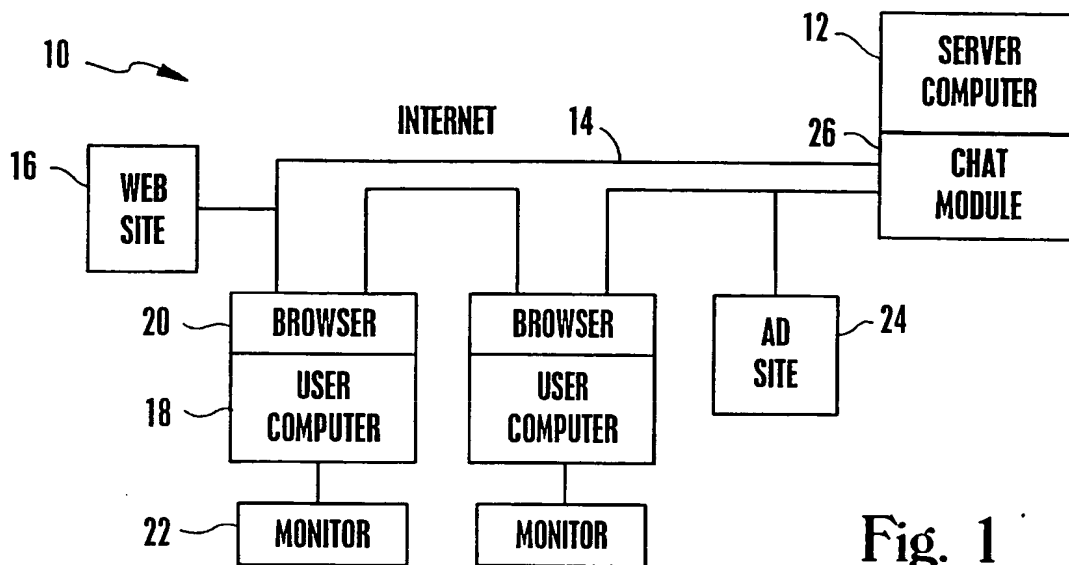 10
12
SERVER
COMPUTER
INTERNET
14
26
CHAT
MODULE
16
WEB
SITE
20
BROWSER
BROWSER
AD
SITE
24
18
USER
COMPUTER
USER
COMPUTER
22
MONITOR
MONITOR
Fig. 1